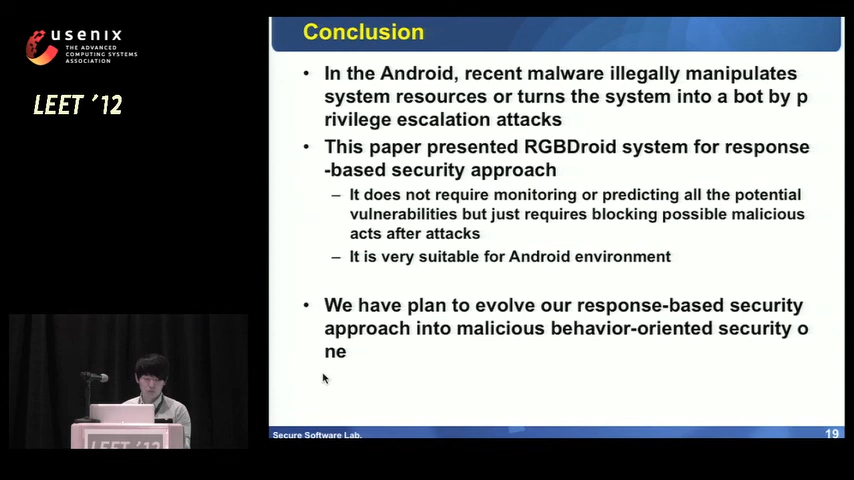 usenix
THE ADVANCED
COMPUTING SYSTEMS
ASSOCIATION
LEET '12
Conclusion
• In the Android, recent malware illegally manipulates
system resources or turns the system into a bot by p
rivilege escalation attacks
• This paper presented RGBDroid system for response
-based security approach
– It does not require monitoring or predicting all the potential
vulnerabilities but just requires blocking possible malicious
acts after attacks
– It is very suitable for Android environment
• We have plan to evolve our response-based security
approach into malicious behavior-oriented security o
ne
LEET '12
Secure Software Lab.
19